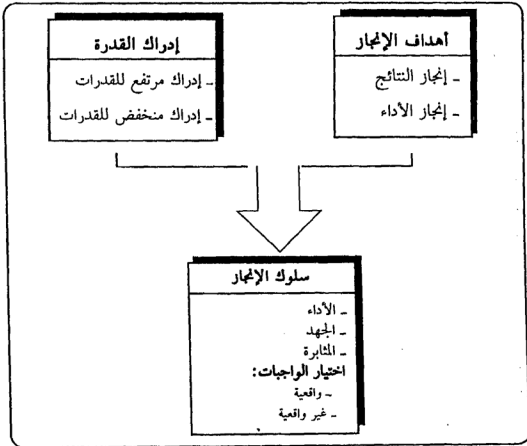 أهداف الإنجاز
ـ إنجاز النتائج
ـ إنجاز الأداء
إدراك القدرة
ـ إدراك مرتفع للقدرات
ـ إدراك منخفض للقدرات
سلوك الإنجاز
ـ الأداء
ـ الجهد
ـ المثابرة
اختيار الواجبات:
ـ واقعية
ـ غير واقعية